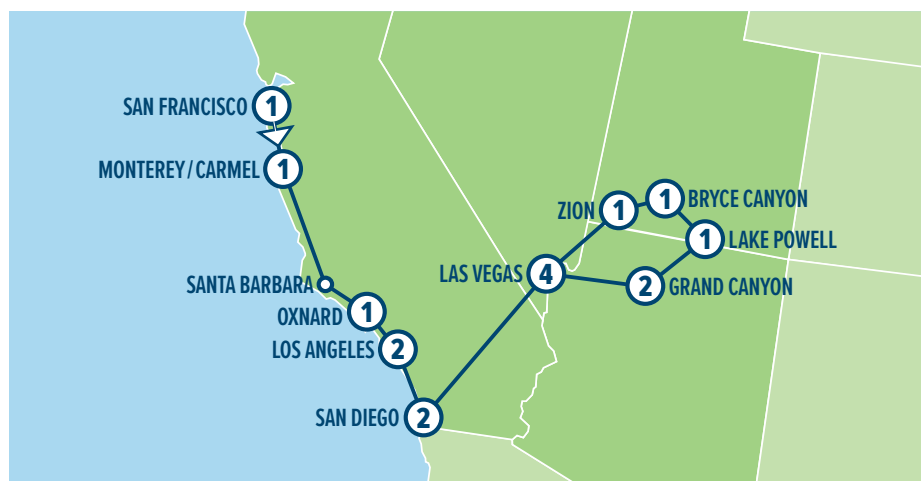 SAN FRANCISCO 1
MONTEREY / CARMEL 1
ZION 1
1 BRYCE CANYON
1 LAKE POWELL
LAS VEGAS 4
2 GRAND CANYON
SANTA BARBARA
OXNARD 1
LOS ANGELES 2
SAN DIEGO 2